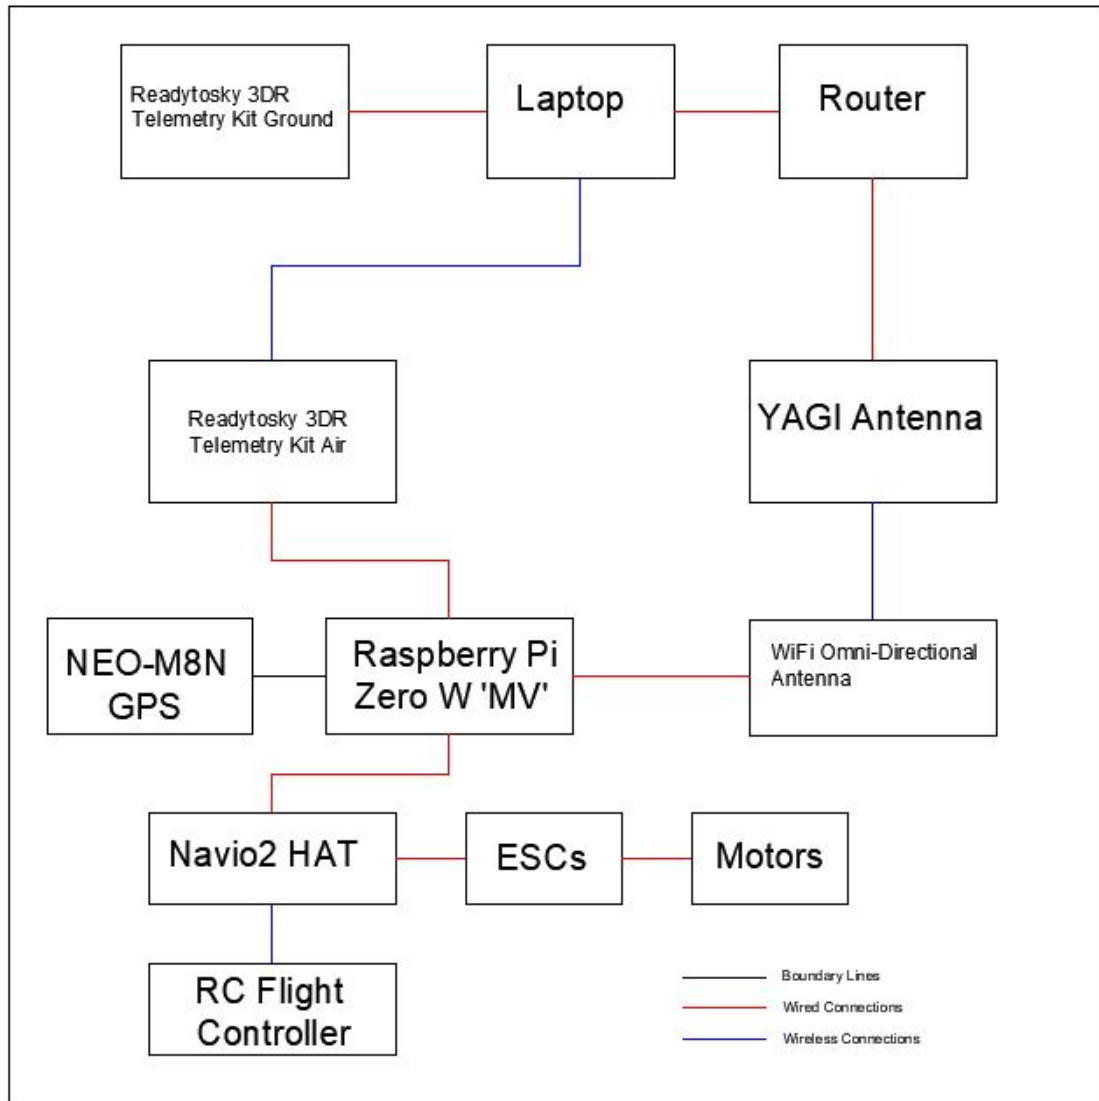 Readytosky 3DR
Telemetry Kit Ground
Laptop
Router
Readytosky 3DR
Telemetry Kit Air
YAGI Antenna
NEO-M8N
GPS
Raspberry Pi
Zero W 'MV'
WiFi Omni-Directional
Antenna
Navio2 HAT
ESCs
Motors
RC Flight
Controller
Boundary Lines
Wired Connections
Wireless Connections